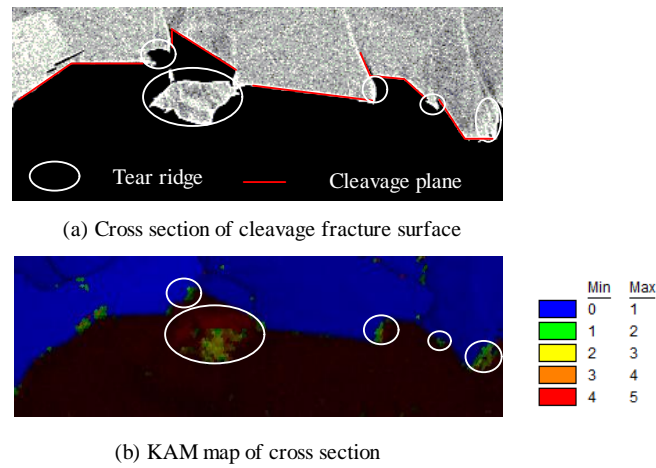 Tear ridge
Cleavage plane
(a) Cross section of cleavage fracture surface
Min Max
0 1
1 2
2 3
3 4
4 5
(b) KAM map of cross section